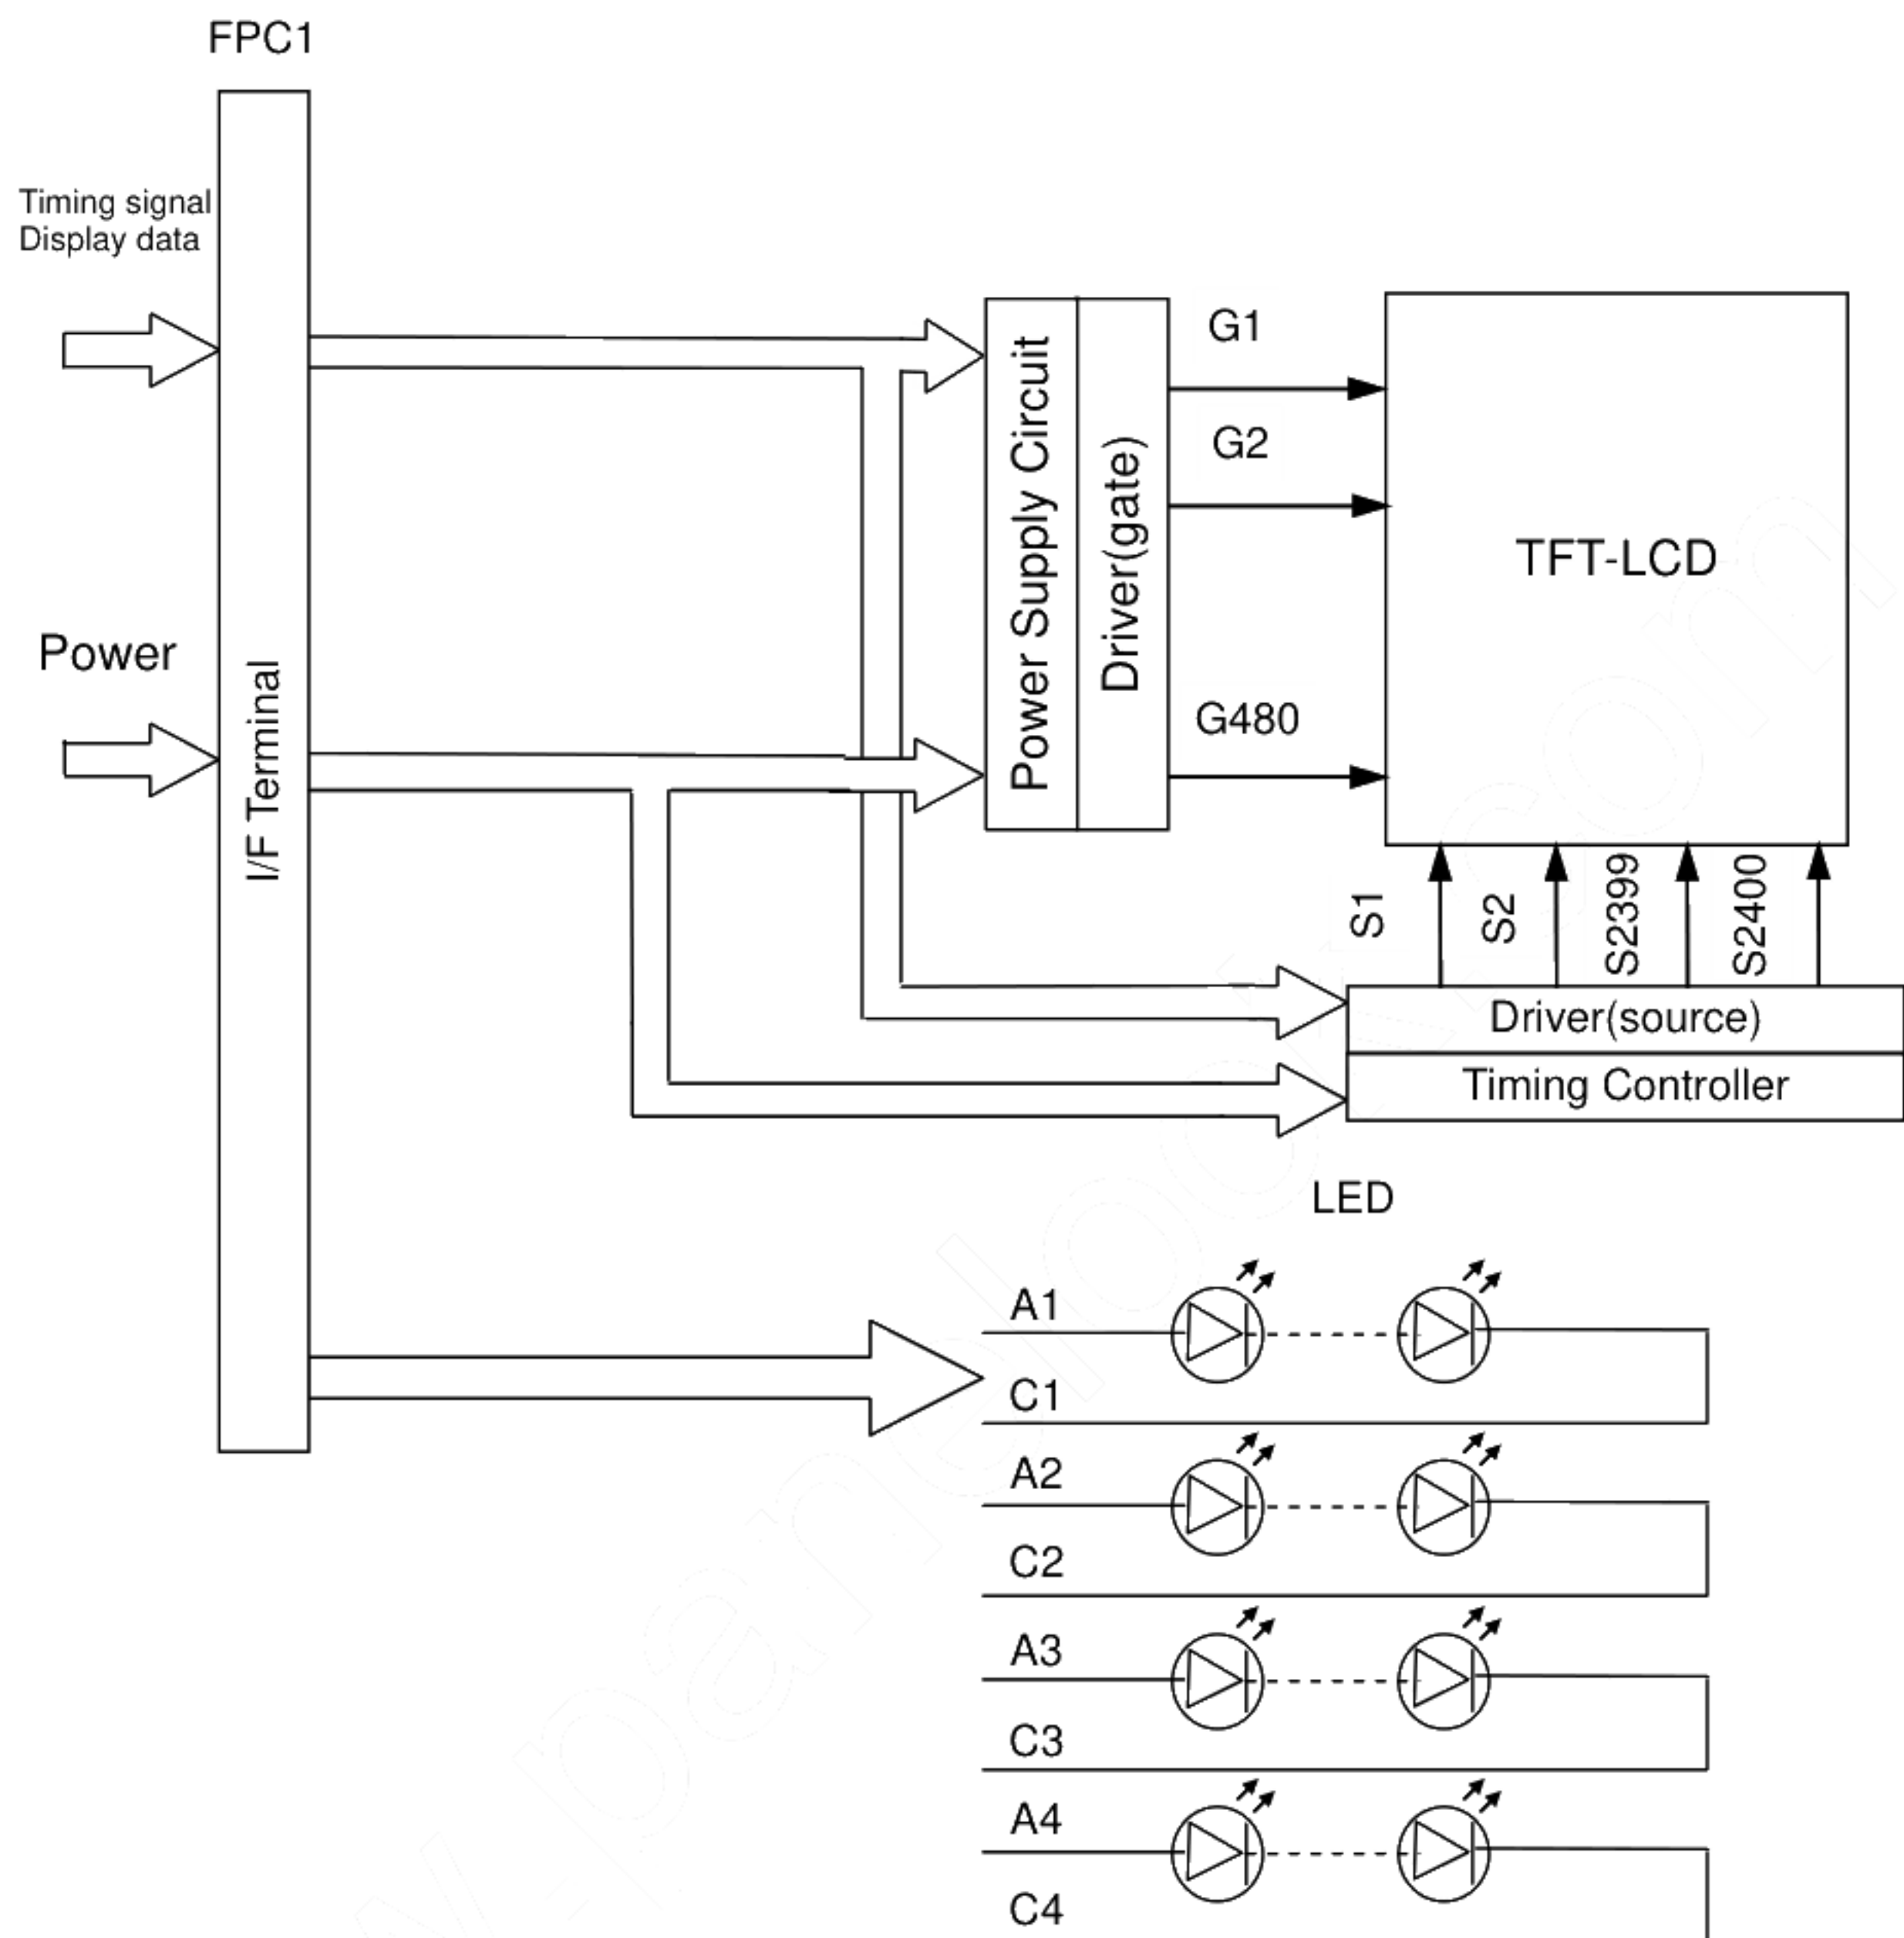 FPC1
Timing signal
Display data
Power
I/F Terminal
Power Supply Circuit
Driver(gate)
G1
G2
G480
TFT-LCD
S1
S2
S2399
S2400
Driver(source)
Timing Controller
LED
A1
C1
A2
C2
A3
C3
A4
C4